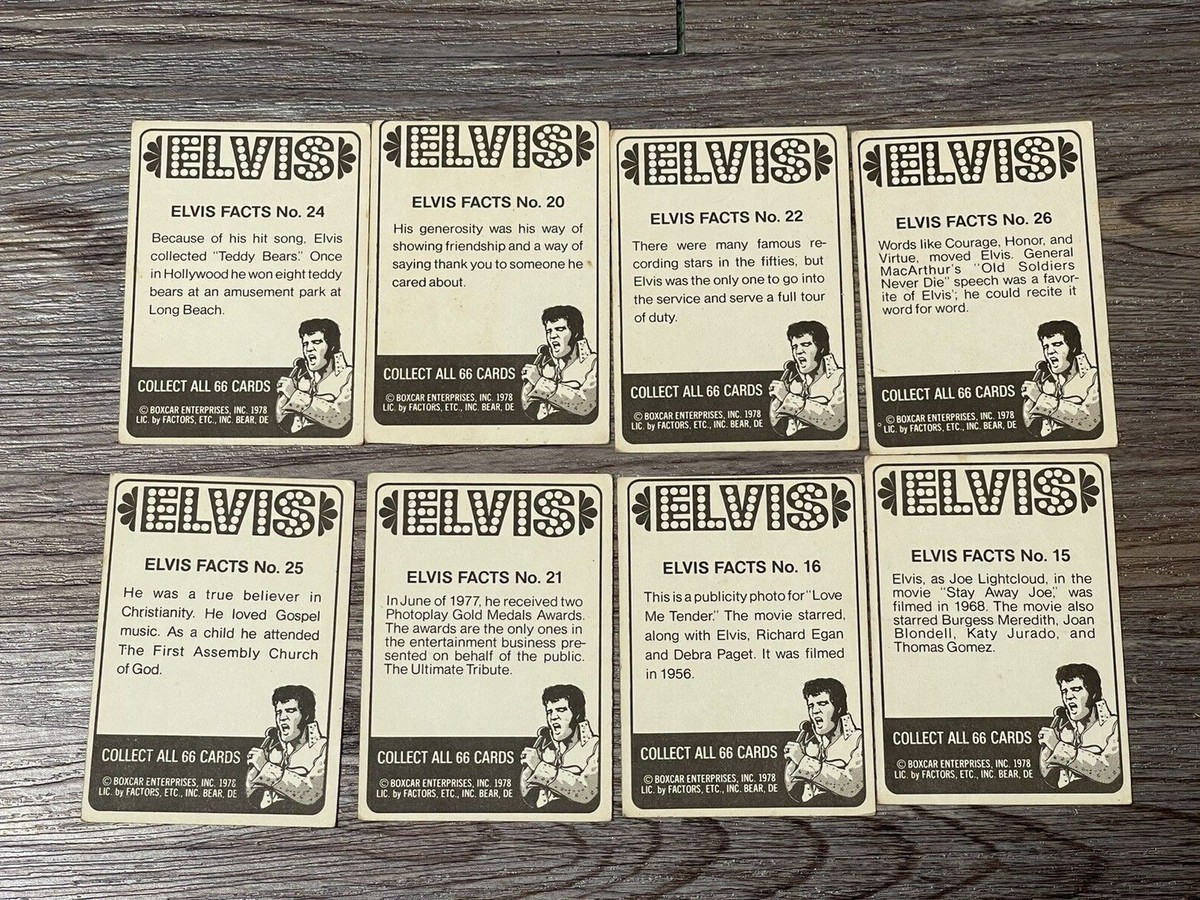 ELVIS
ELVIS FACTS No. 24
Because of his hit song, Elvis
collected "Teddy Bears." Once
in Hollywood he won eight teddy
bears at an amusement park at
Long Beach.
COLLECT ALL 66 CARDS
© BOXCAR ENTERPRISES, INC. 1978
LIC. by FACTORS, ETC., INC. BEAR, DE
ELVIS
ELVIS FACTS No. 20
His generosity was his way of
showing friendship and a way of
saying thank you to someone he
cared about.
COLLECT ALL 66 CARDS
© BOXCAR ENTERPRISES, INC. 1978
LIC. by FACTORS, ETC., INC. BEAR, DE
ELVIS
ELVIS FACTS No. 22
There were many famous re-
cording stars in the fifties, but
Elvis was the only one to go into
the service and serve a full tour
of duty.
COLLECT ALL 66 CARDS
© BOXCAR ENTERPRISES, INC. 1978
LIC. by FACTORS, ETC., INC. BEAR, DE
ELVIS
ELVIS FACTS No. 26
Words like Courage, Honor, and
Virtue, moved Elvis. General
MacArthur's "Old Soldiers
Never Die" speech was a favor-
ite of Elvis'; he could recite it
word for word.
COLLECT ALL 66 CARDS
© BOXCAR ENTERPRISES, INC. 1978
LIC. by FACTORS, ETC., INC. BEAR, DE
ELVIS
ELVIS FACTS No. 25
He was a true believer in
Christianity. He loved Gospel
music. As a child he attended
The First Assembly Church
of God.
COLLECT ALL 66 CARDS
© BOXCAR ENTERPRISES, INC. 1978
LIC. by FACTORS, ETC., INC. BEAR, DE
ELVIS
ELVIS FACTS No. 21
In June of 1977, he received two
Photoplay Gold Medals Awards.
The awards are the only ones in
the entertainment business pre-
sented on behalf of the public.
The Ultimate Tribute.
COLLECT ALL 66 CARDS
© BOXCAR ENTERPRISES, INC. 1978
LIC. by FACTORS, ETC., INC. BEAR, DE
ELVIS
ELVIS FACTS No. 16
This is a publicity photo for "Love
Me Tender." The movie starred,
along with Elvis, Richard Egan
and Debra Paget. It was filmed
in 1956.
COLLECT ALL 66 CARDS
© BOXCAR ENTERPRISES, INC. 1978
LIC. by FACTORS, ETC., INC. BEAR, DE
ELVIS
ELVIS FACTS No. 15
Elvis, as Joe Lightcloud, in the
movie "Stay Away Joe," was
filmed in 1968. The movie also
starred Burgess Meredith, Joan
Blondell, Katy Jurado, and
Thomas Gomez.
COLLECT ALL 66 CARDS
© BOXCAR ENTERPRISES, INC. 1978
LIC. by FACTORS, ETC., INC. BEAR, DE